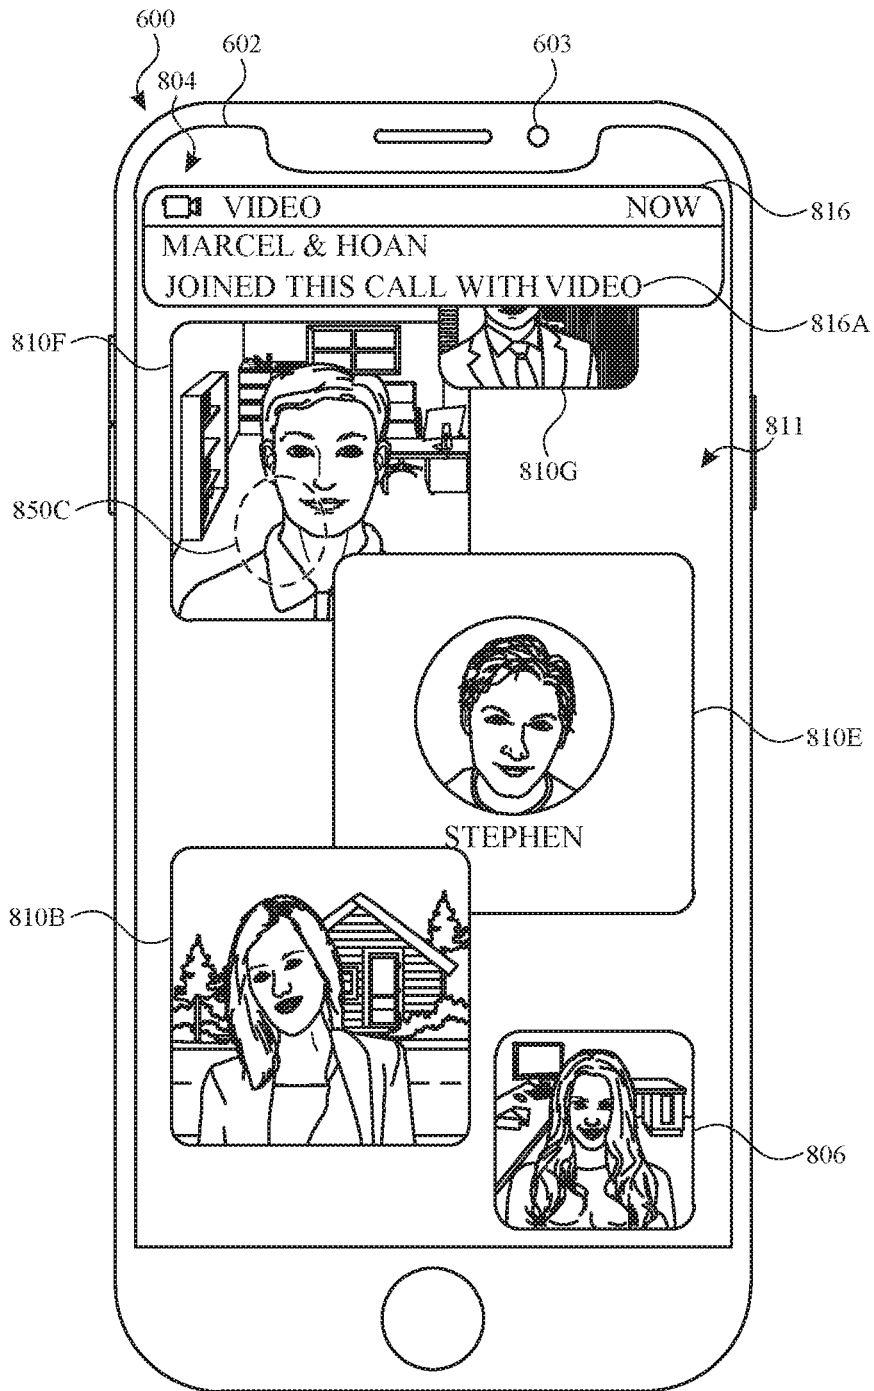 600
602
603
804
VIDEO NOW
816
MARCEL & HOAN
JOINED THIS CALL WITH VIDEO
816A
810F
811
810G
850C
810E
STEPHEN
810B
806